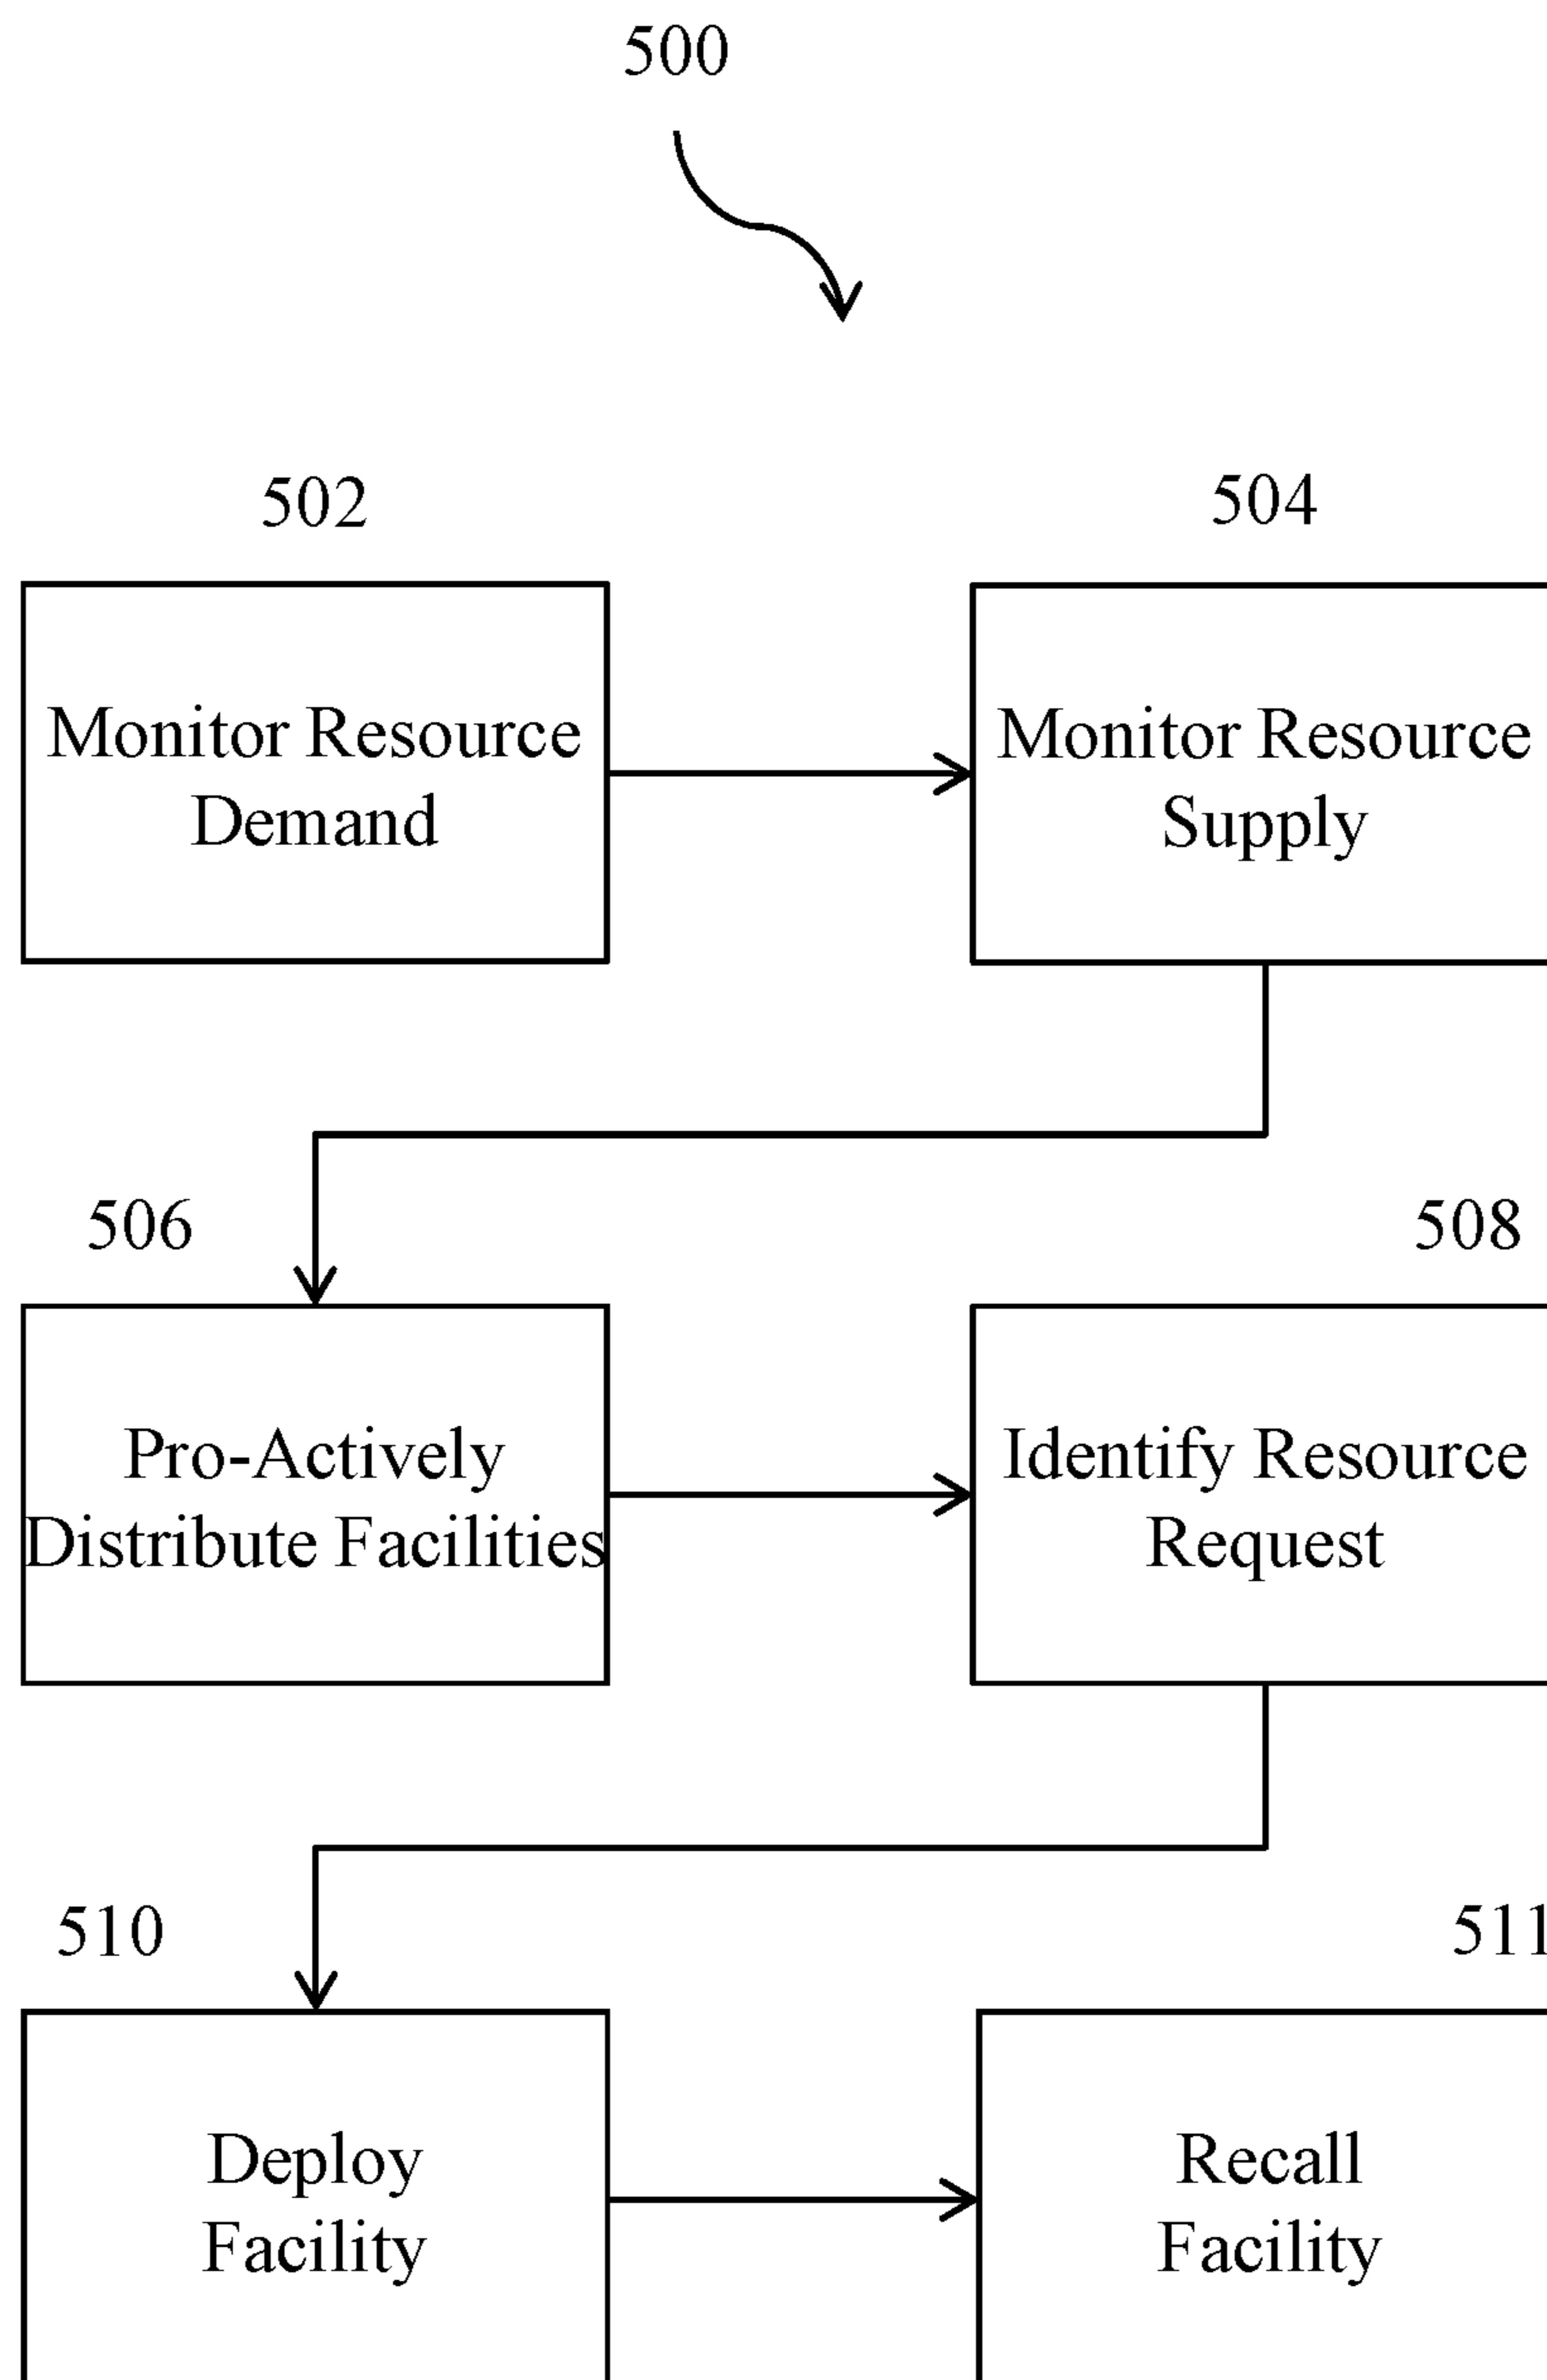 500
502
504
Monitor Resource
Demand
Monitor Resource
Supply
506
508
Pro-Actively
Distribute Facilities
Identify Resource
Request
510
511
Deploy
Facility
Recall
Facility